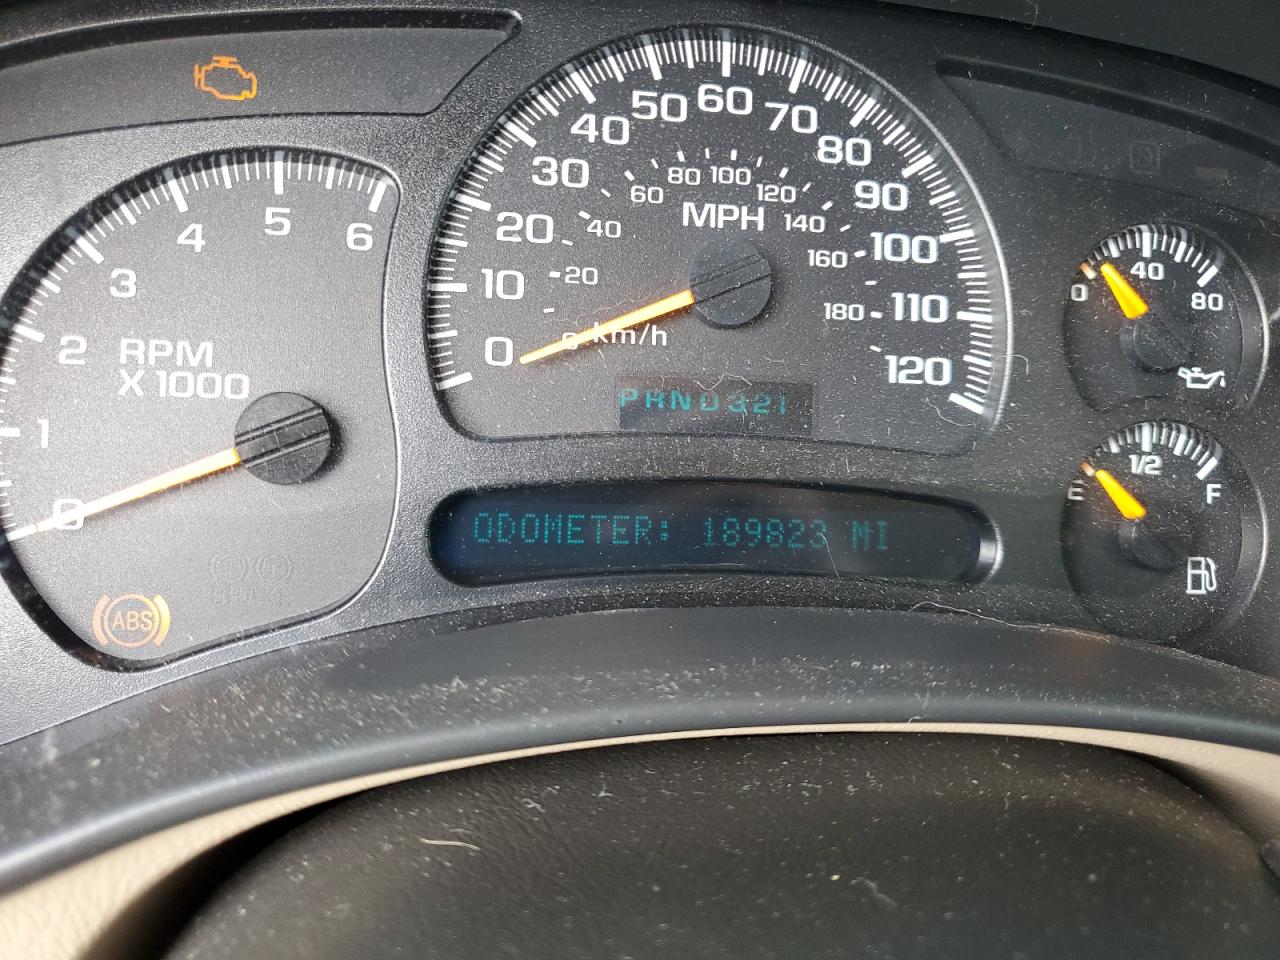 0 1 2 3 4 5 6
RPM
X 1000
ABS
0 10 20 30 40 50 60 70 80 90 100 110 120
20 40 60 80 100 120 140 160 180
MPH
km/h
PRND321
ODOMETER: 189823 MI
0 40 80
E 1/2 F